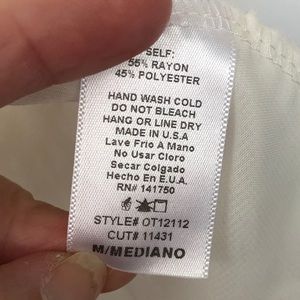 SELF:
55% RAYON
45% POLYESTER
HAND WASH COLD
DO NOT BLEACH
HANG OR LINE DRY
MADE IN U.S.A
Lave Frio A Mano
No Usar Cloro
Secar Colgado
Hecho En E.U.A.
RN# 141750
STYLE# OT12112
CUT# 11431
M/MEDIANO